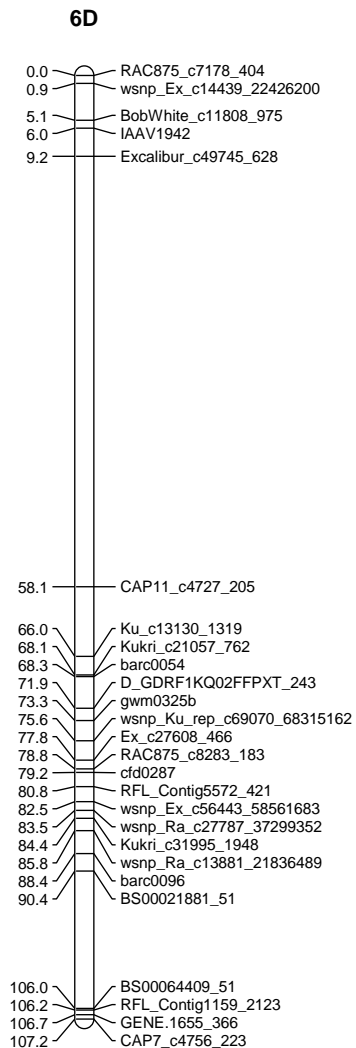 6D
0.0 RAC875_c7178_404
0.9 wsnp_Ex_c14439_22426200
5.1 BobWhite_c11808_975
6.0 IAAV1942
9.2 Excalibur_c49745_628
58.1 CAP11_c4727_205
66.0 Ku_c13130_1319
68.1 Kukri_c21057_762
68.3 barc0054
71.9 D_GDRF1KQ02FFPXT_243
73.3 gwm0325b
75.6 wsnp_Ku_rep_c69070_68315162
77.8 Ex_c27608_466
78.8 RAC875_c8283_183
79.2 cfd0287
80.8 RFL_Contig5572_421
82.5 wsnp_Ex_c56443_58561683
83.5 wsnp_Ra_c27787_37299352
84.4 Kukri_c31995_1948
85.8 wsnp_Ra_c13881_21836489
88.4 barc0096
90.4 BS00021881_51
106.0 BS00064409_51
106.2 RFL_Contig1159_2123
106.7 GENE.1655_366
107.2 CAP7_c4756_223